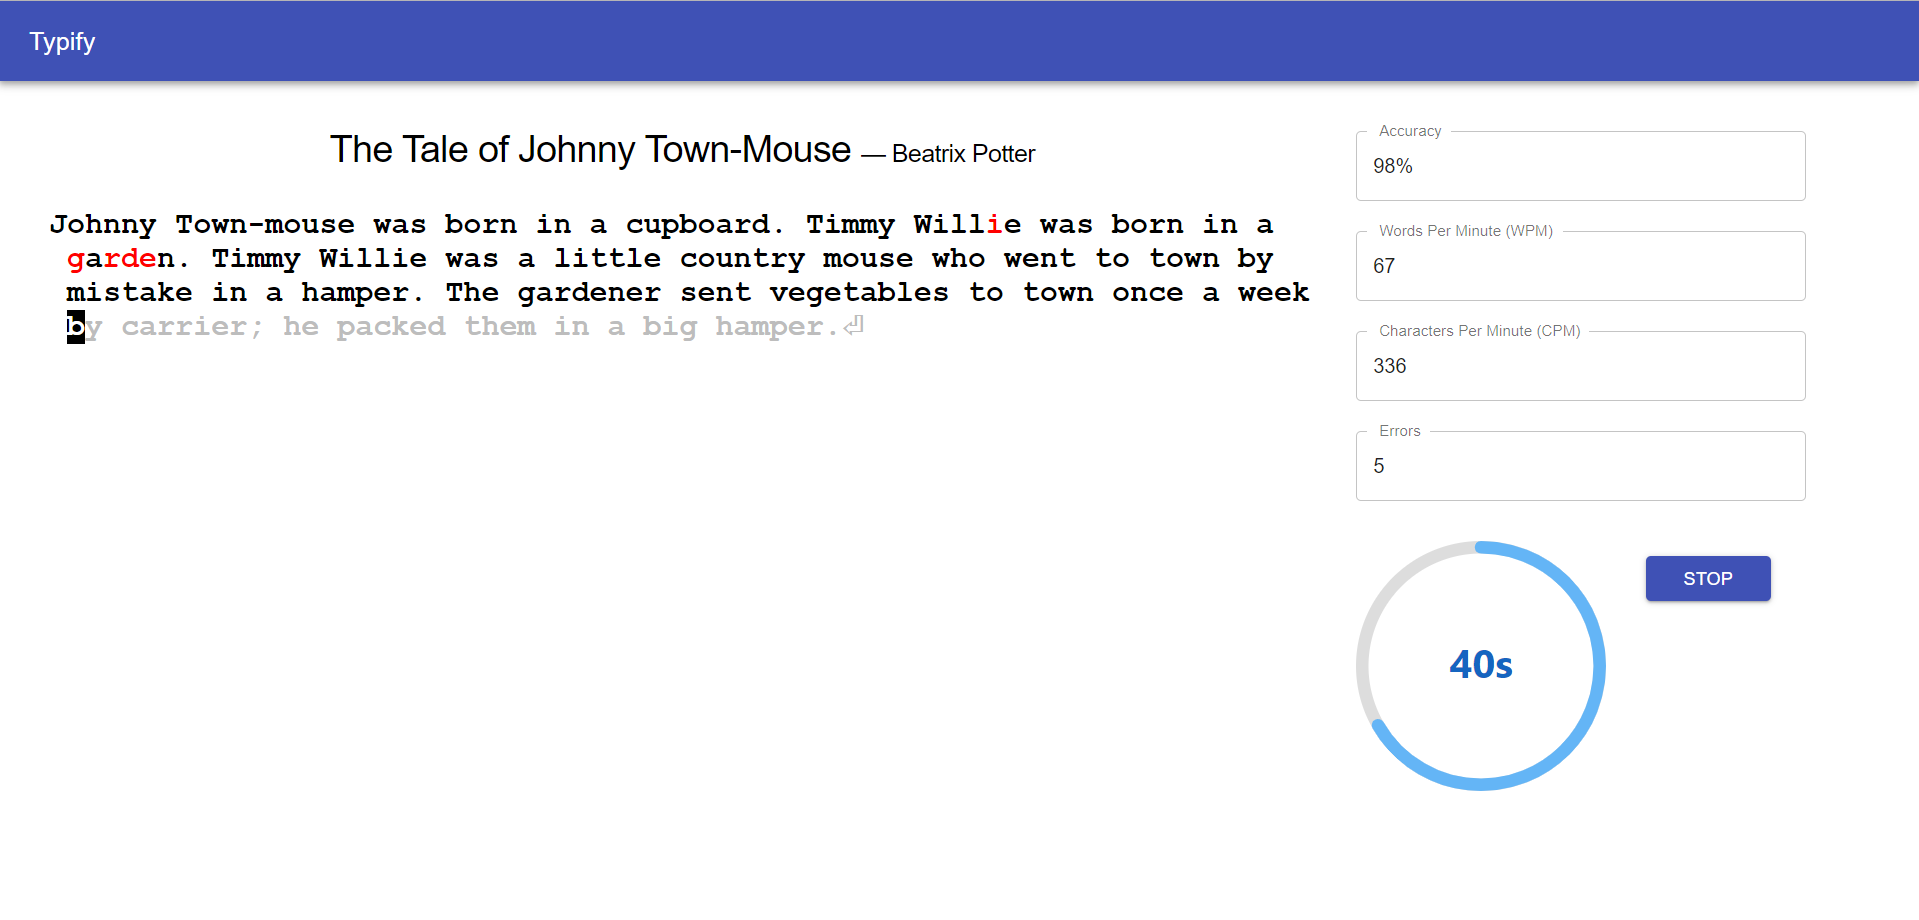 Typify
The Tale of Johnny Town-Mouse — Beatrix Potter
Johnny Town-mouse was born in a cupboard. Timmy Willie was born in a
garden. Timmy Willie was a little country mouse who went to town by
mistake in a hamper. The gardener sent vegetables to town once a week
by carrier; he packed them in a big hamper.⏎
Accuracy
98%
Words Per Minute (WPM)
67
Characters Per Minute (CPM)
336
Errors
5
STOP
40s